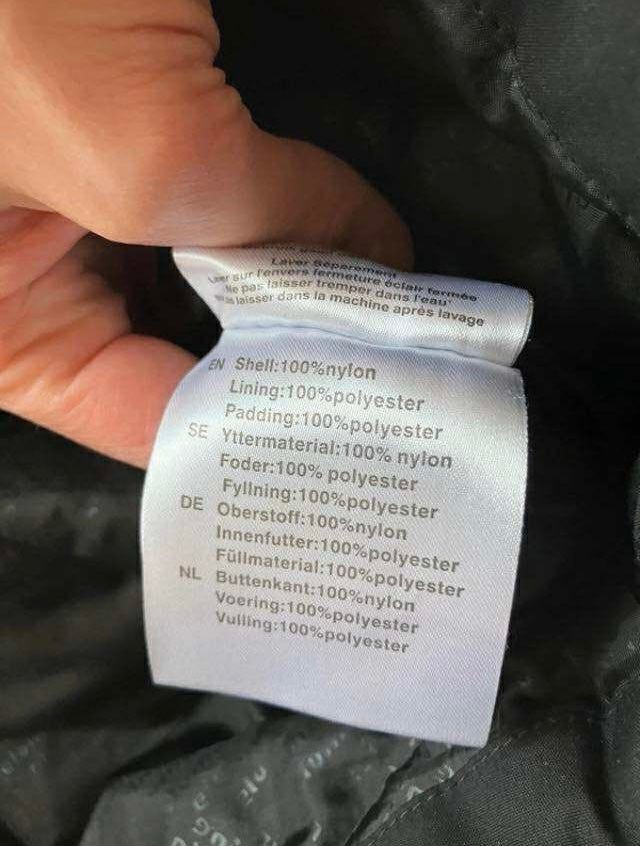 Laver Séparément
Laver sur l'envers fermeture éclair fermée
Ne pas laisser tremper dans l'eau
laisser dans la machine après lavage
EN Shell:100%nylon
Lining:100%polyester
Padding:100%polyester
SE Yttermaterial:100% nylon
Foder:100% polyester
Fyllning:100%polyester
DE Oberstoff:100%nylon
Innenfutter:100%polyester
Füllmaterial:100%polyester
NL Buttenkant:100%nylon
Voering:100%polyester
Vulling:100%polyester